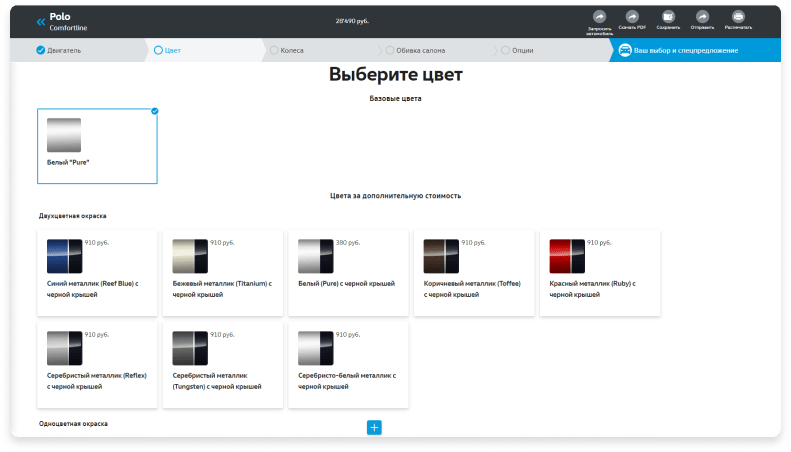 Polo
Comfortline
28'490 руб.
Запросить
автомобиль
Скачать PDF
Сохранить
Отправить
Распечатать
Двигатель
Цвет
Колеса
Обивка салона
Опции
Ваш выбор и спецпредложение
Выберите цвет
Базовые цвета
Белый "Pure"
Цвета за дополнительную стоимость
Двухцветная окраска
910 руб.
Синий металлик (Reef Blue) с
черной крышей
910 руб.
Бежевый металлик (Titanium) с
черной крышей
380 руб.
Белый (Pure) с черной крышей
910 руб.
Коричневый металлик (Toffee)
с черной крышей
910 руб.
Красный металлик (Ruby) с
черной крышей
910 руб.
Серебристый металлик (Reflex)
с черной крышей
910 руб.
Серебристый металлик
(Tungsten) с черной крышей
910 руб.
Серебристо-белый металлик с
черной крышей
Одноцветная окраска